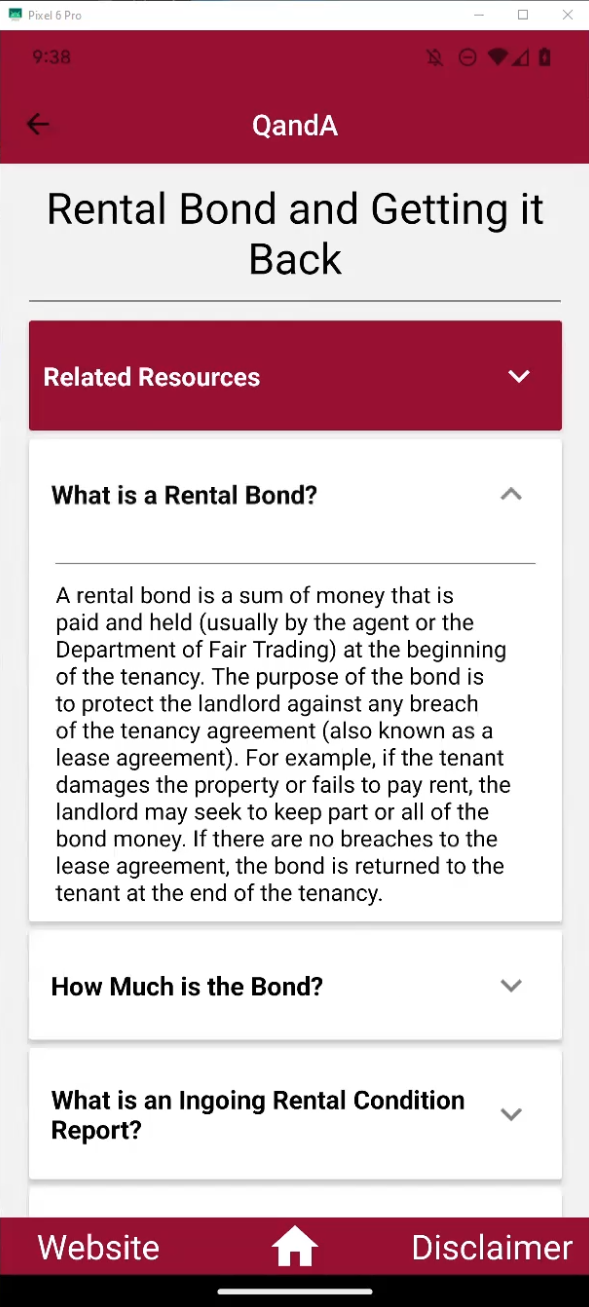 Pixel 6 Pro
9:38
QandA
Rental Bond and Getting it
Back
Related Resources
What is a Rental Bond?
A rental bond is a sum of money that is
paid and held (usually by the agent or the
Department of Fair Trading) at the beginning
of the tenancy. The purpose of the bond is
to protect the landlord against any breach
of the tenancy agreement (also known as a
lease agreement). For example, if the tenant
damages the property or fails to pay rent, the
landlord may seek to keep part or all of the
bond money. If there are no breaches to the
lease agreement, the bond is returned to the
tenant at the end of the tenancy.
How Much is the Bond?
What is an Ingoing Rental Condition
Report?
Website
Disclaimer